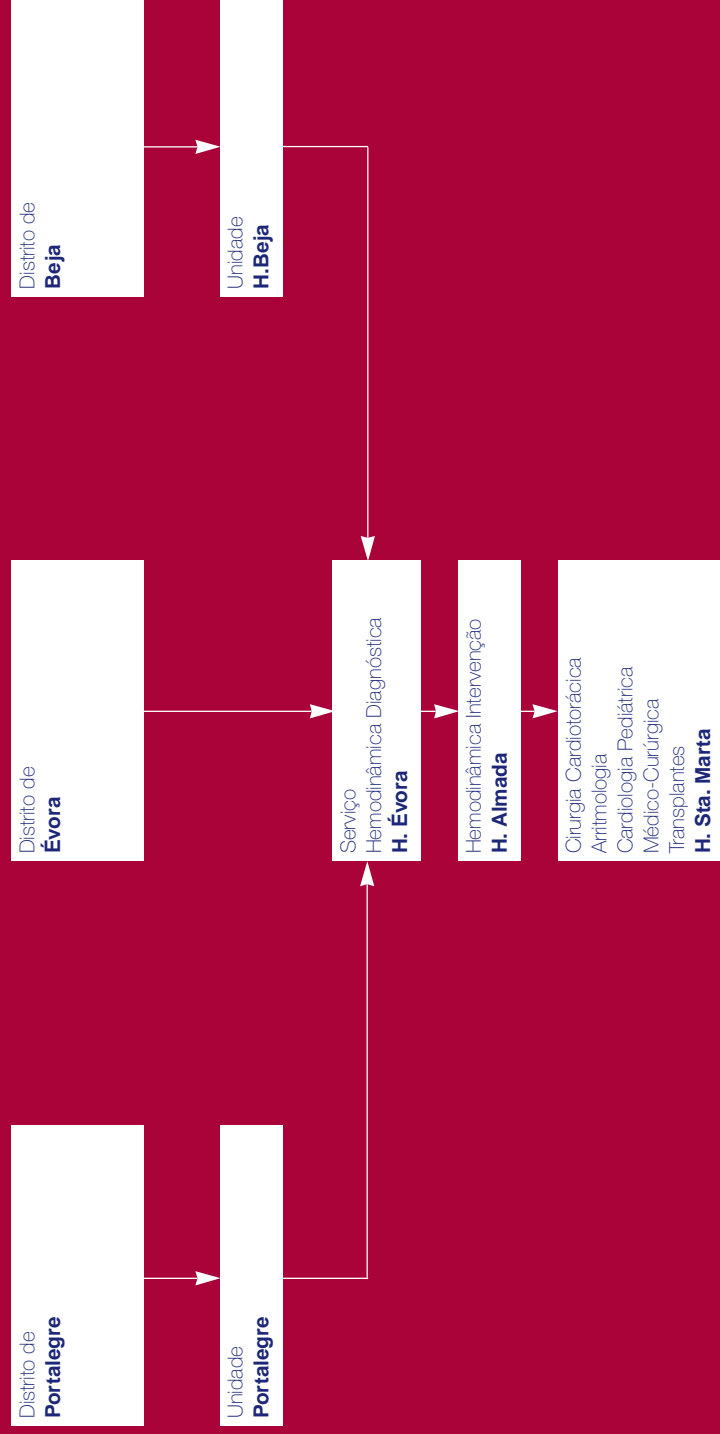 Distrito de
Portalegre
Distrito de
Évora
Distrito de
Beja
Unidade
Portalegre
Unidade
H.Beja
Serviço
Hemodinâmica Diagnóstica
H. Évora
Hemodinâmica Intervenção
H. Almada
Cirurgia Cardiotorácica
Arritmologia
Cardiologia Pediátrica
Médico-Curúrgica
Transplantes
H. Sta. Marta